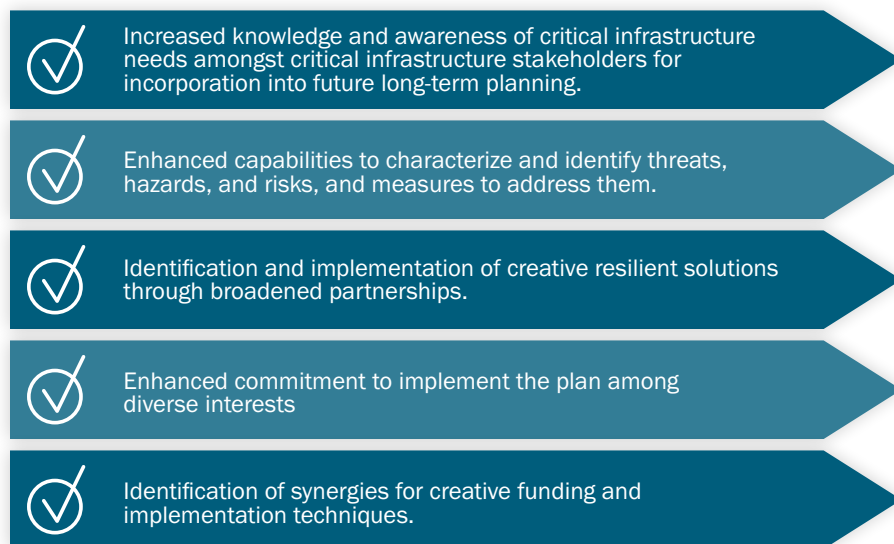 Increased knowledge and awareness of critical infrastructure
needs amongst critical infrastructure stakeholders for
incorporation into future long-term planning.
Enhanced capabilities to characterize and identify threats,
hazards, and risks, and measures to address them.
Identification and implementation of creative resilient solutions
through broadened partnerships.
Enhanced commitment to implement the plan among
diverse interests
Identification of synergies for creative funding and
implementation techniques.